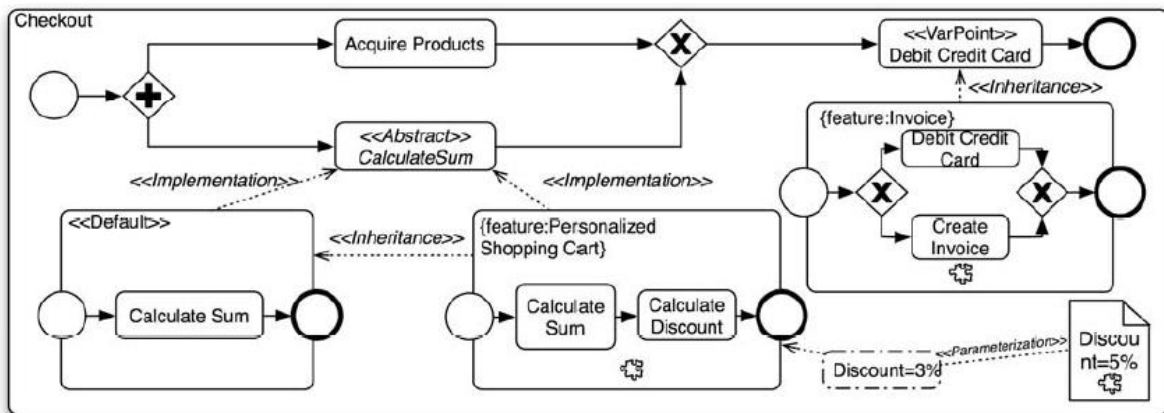 Checkout
Acquire Products
<<VarPoint>>
Debit Credit Card
<<Inheritance>>
<<Abstract>>
CalculateSum
<<Implementation>>
<<Implementation>>
{feature:Invoice}
Debit Credit
Card
Create
Invoice
<<Default>>
<<Inheritance>>
{feature:Personalized
Shopping Cart}
Calculate Sum
Calculate
Sum
Calculate
Discount
<<Parameterization>>
Discount=3%
Discou
nt=5%